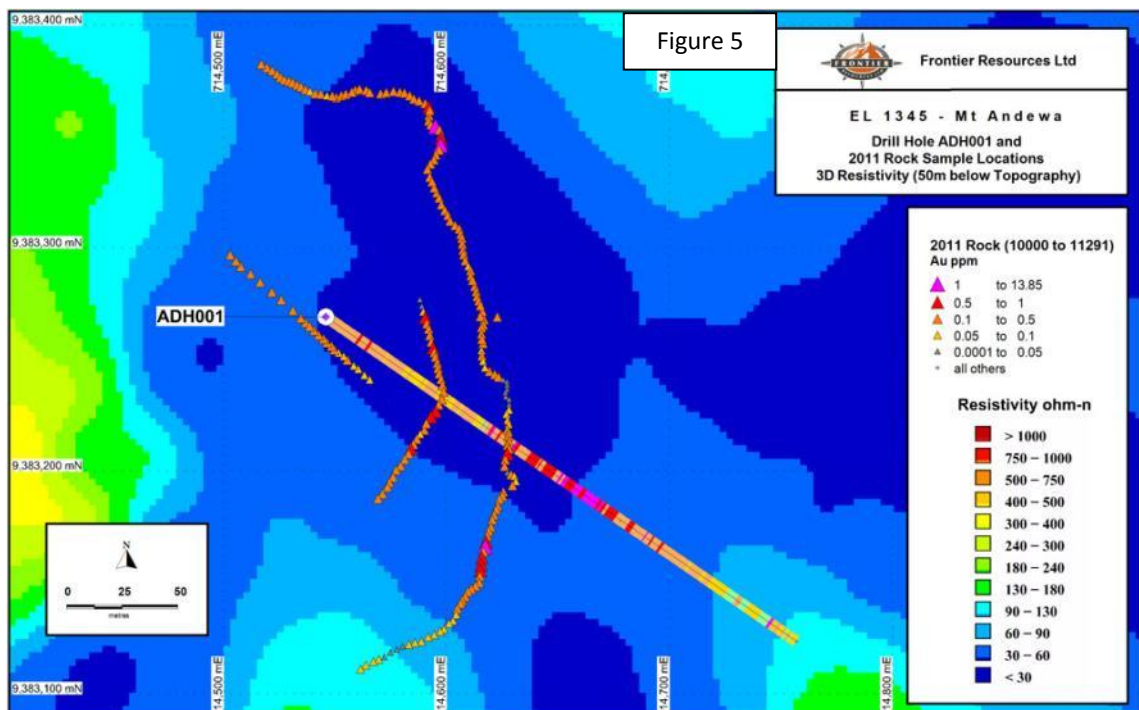 9,383,400 mN
714,500 mE
714,600 mE
Figure 5
FRONTIER
Frontier Resources Ltd
EL 1345 - Mt Andewa
Drill Hole ADH001 and
2011 Rock Sample Locations
3D Resistivity (50m below Topography)
9,383,300 mN
ADH001
2011 Rock (10000 to 11291)
Au ppm
1 to 13.85
0.5 to 1
0.1 to 0.5
0.05 to 0.1
0.0001 to 0.05
all others
Resistivity ohm-n
> 1000
750 – 1000
500 – 750
400 – 500
300 – 400
240 – 300
180 – 240
130 – 180
90 – 130
60 – 90
30 – 60
< 30
9,383,200 mN
N
0 25 50
metres
9,383,100 mN
14,500 mE
14,600 mE
14,700 mE
14,800 mE